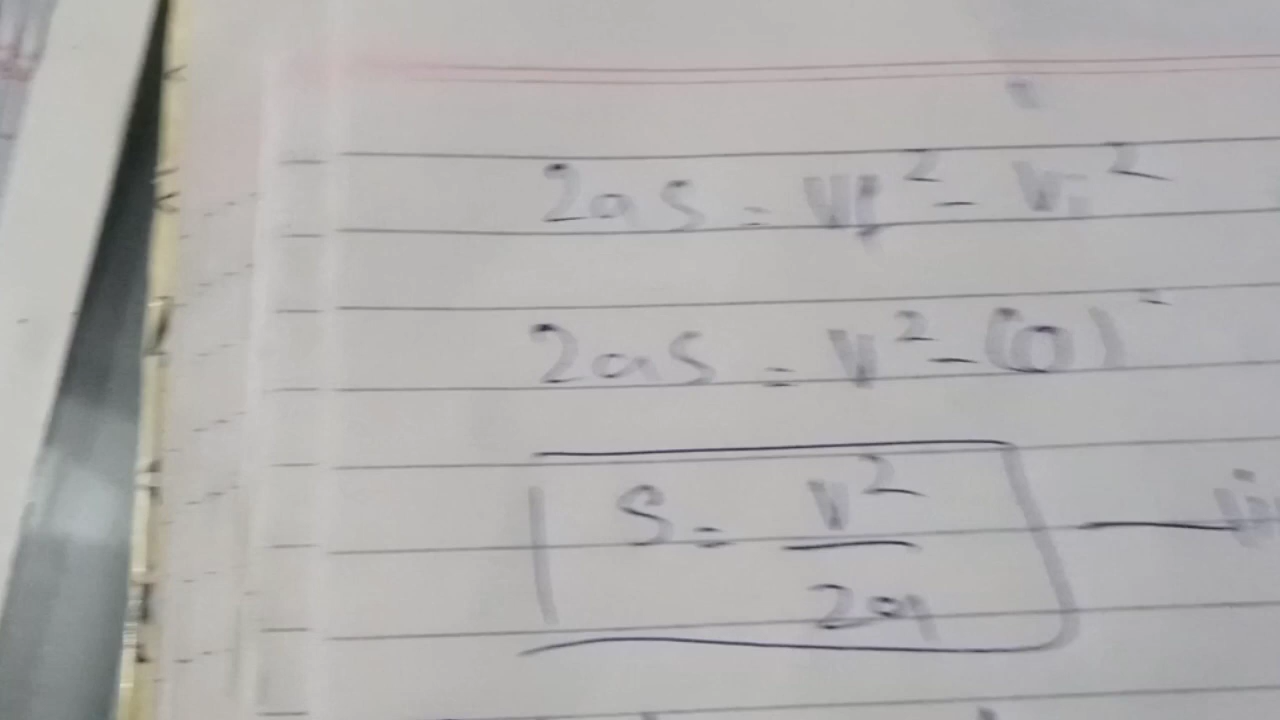 2aS = Vf² - Vi²
2aS = V² - (0)²
S = V² / 2a